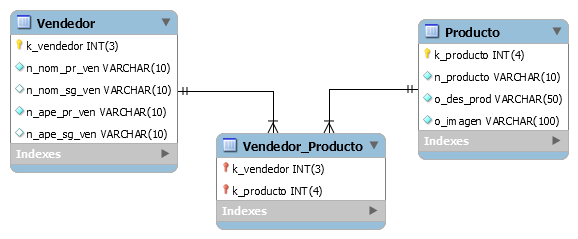 Vendedor
k_vendedor INT(3)
n_nom_pr_ven VARCHAR(10)
n_nom_sg_ven VARCHAR(10)
n_ape_pr_ven VARCHAR(10)
n_ape_sg_ven VARCHAR(10)
Indexes
Producto
k_producto INT(4)
n_producto VARCHAR(10)
o_des_prod VARCHAR(50)
o_imagen VARCHAR(100)
Indexes
Vendedor_Producto
k_vendedor INT(3)
k_producto INT(4)
Indexes